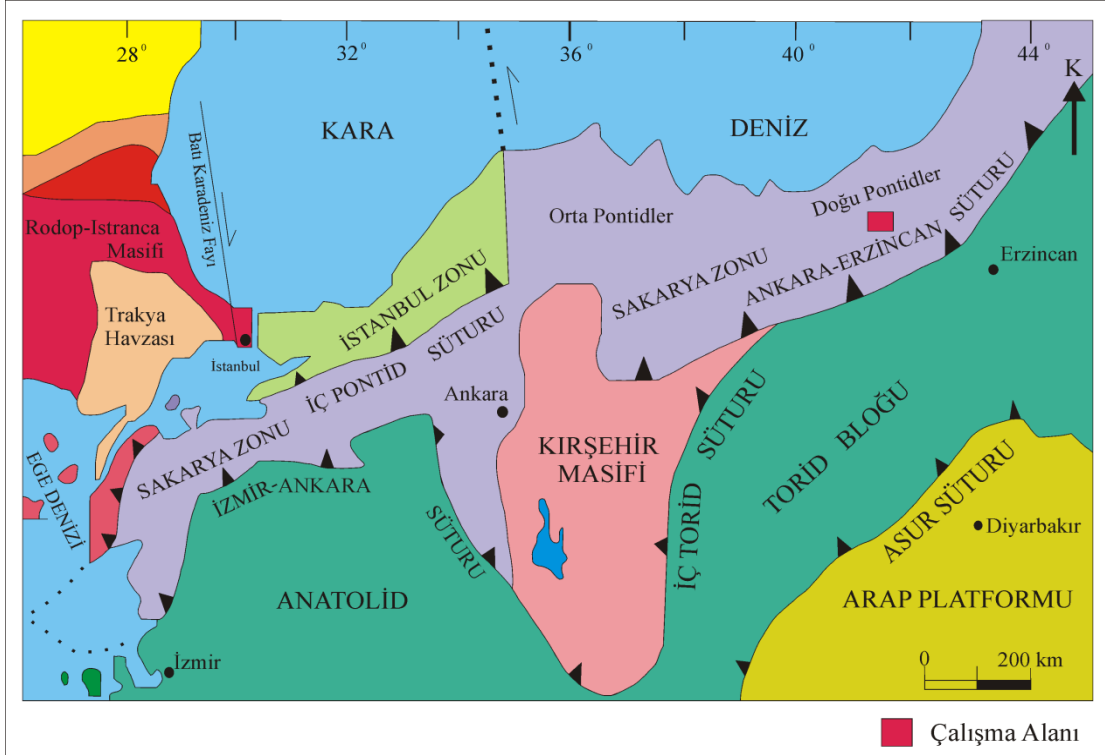 28°
32°
36°
40°
44°
K
KARA
DENİZ
Batı Karadeniz Fayı
Rodop-Istranca
Masifi
Trakya
Havzası
İstanbul
İSTANBUL ZONU
İÇ PONTİD SÜTURU
Orta Pontidler
Doğu Pontidler
SAKARYA ZONU
ANKARA-ERZİNCAN SÜTURU
Erzincan
Ankara
SAKARYA ZONU
İZMİR-ANKARA SÜTURU
EGE DENİZİ
KIRŞEHİR
MASİFİ
İÇ TORİD SÜTURU
TORİD BLOĞU
ASUR SÜTURU
Diyarbakır
ANATOLİD
ARAP PLATFORMU
İzmir
0 200 km
Çalışma Alanı